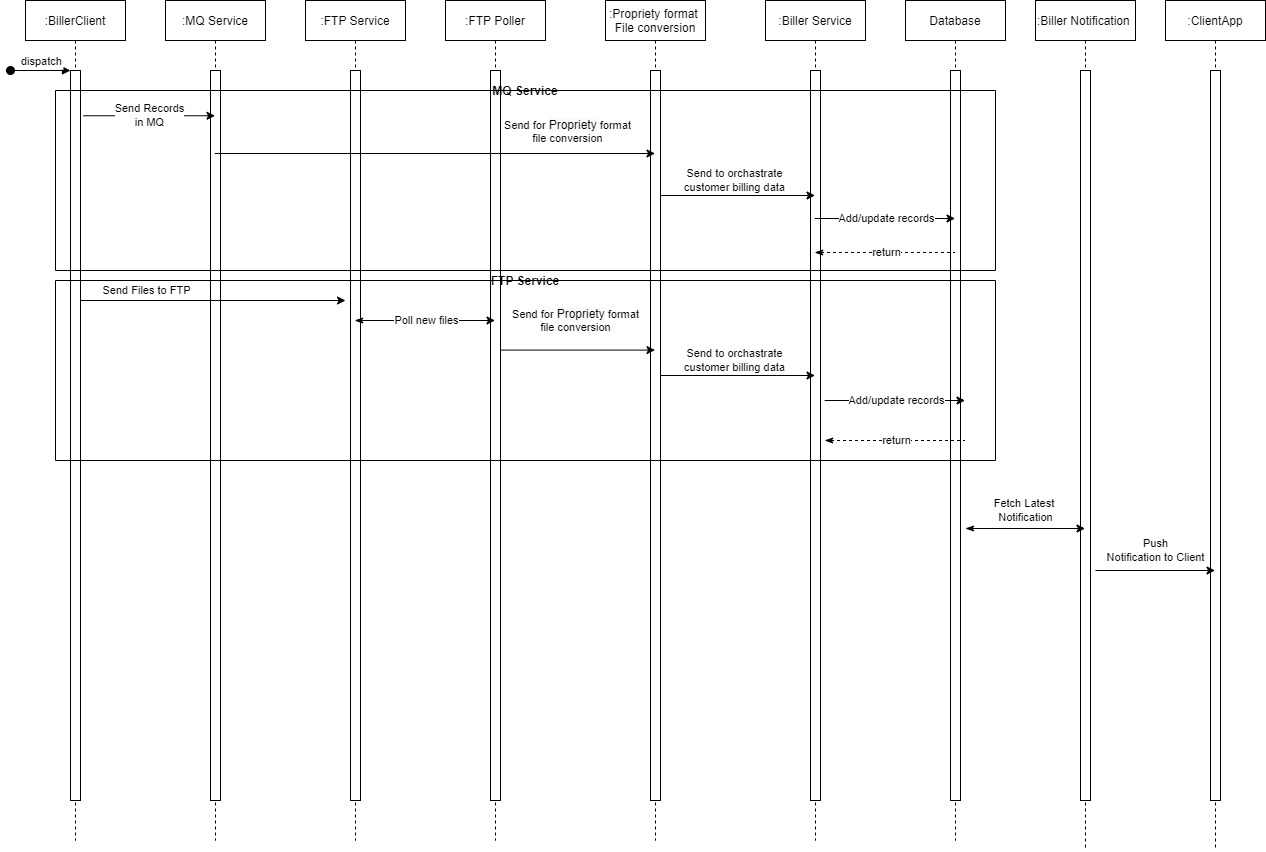 :BillerClient
:MQ Service
:FTP Service
:FTP Poller
:Propriety format
File conversion
:Biller Service
Database
:Biller Notification
:ClientApp
dispatch
MQ Service
Send Records
in MQ
Send for Propriety format
file conversion
Send to orchastrate
customer billing data
Add/update records
return
FTP Service
Send Files to FTP
Poll new files
Send for Propriety format
file conversion
Send to orchastrate
customer billing data
Add/update records
return
Fetch Latest
Notification
Push
Notification to Client